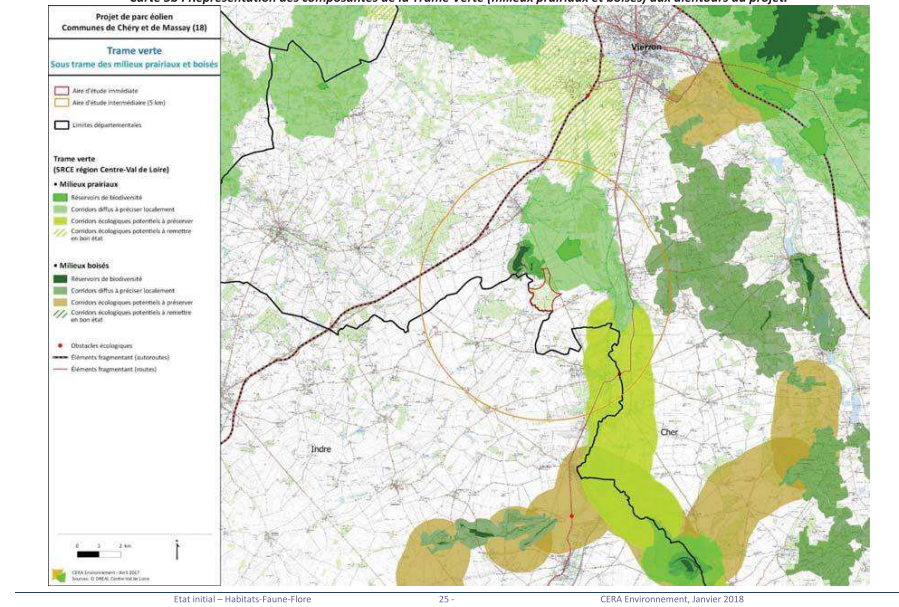 Carte 5b : Représentation des composantes de la Trame Verte (milieux prairiaux et boisés) aux alentours du projet.
Projet de parc éolien
Communes de Chéry et de Massay (18)
Trame verte
Sous trame des milieux prairiaux et boisés
Aire d'étude immédiate
Aire d'étude intermédiaire (5 km)
Limites départementales
Trame verte
(SRCE région Centre-Val de Loire)
• Milieux prairiaux
Réservoirs de biodiversité
Corridors diffus à préciser localement
Corridors écologiques potentiels à préserver
Corridors écologiques potentiels à remettre
en bon état
• Milieux boisés
Réservoirs de biodiversité
Corridors diffus à préciser localement
Corridors écologiques potentiels à préserver
Corridors écologiques potentiels à remettre
en bon état
Obstacles écologiques
Éléments fragmentant (autoroutes)
Éléments fragmentant (routes)
0 1 2 km
CERA Environnement - Avril 2017
Sources : © DREAL Centre-Val de Loire
Vierzon
Cher
Indre
Etat initial – Habitats-Faune-Flore 25 - CERA Environnement, Janvier 2018